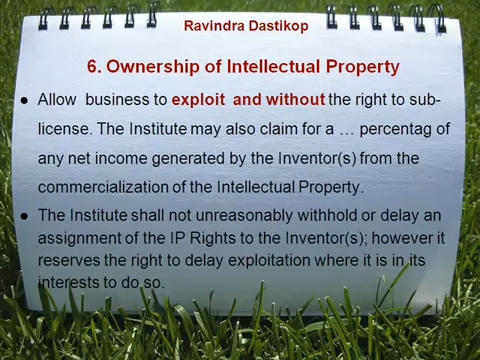 Ravindra Dastikop
6. Ownership of Intellectual Property
● Allow business to exploit and without the right to sub-
license. The Institute may also claim for a … percentag of
any net income generated by the Inventor(s) from the
commercialization of the Intellectual Property.
● The Institute shall not unreasonably withhold or delay an
assignment of the IP Rights to the Inventor(s); however it
reserves the right to delay exploitation where it is in its
interests to do so.